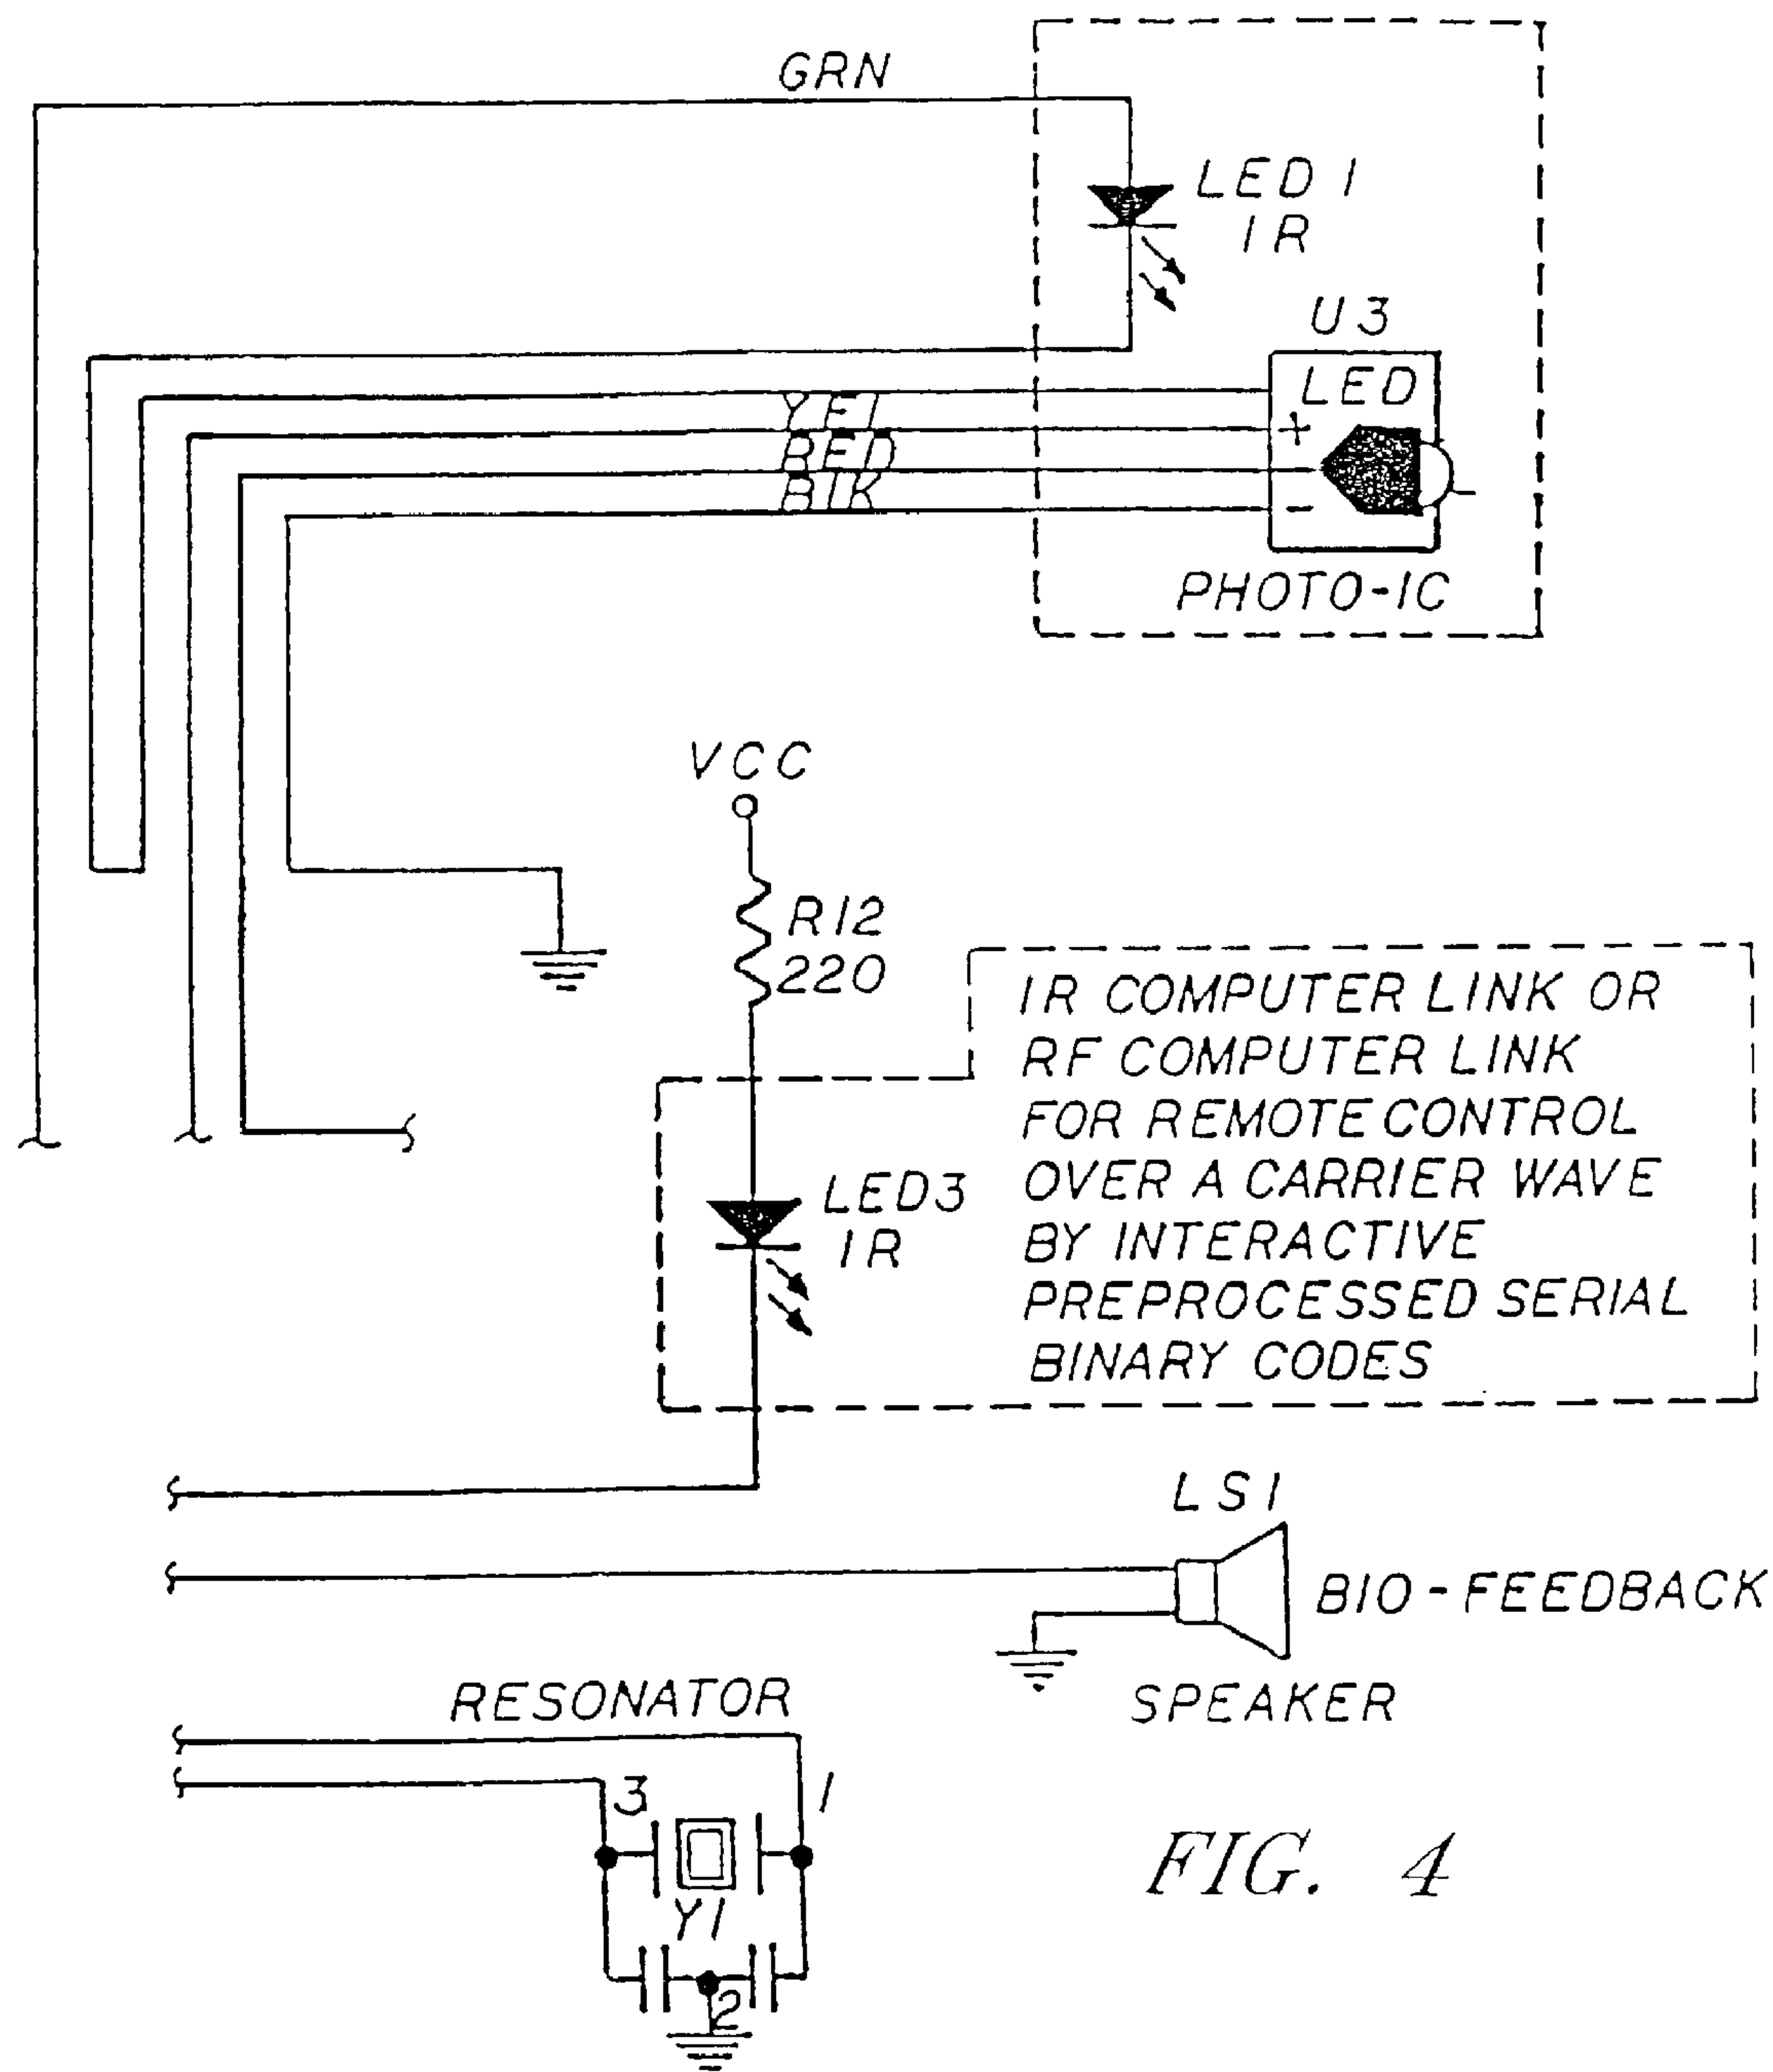 GRN
LED 1
IR
U3
LED
YEL
+
RED
BLK
-
PHOTO-IC
VCC
R12
220
IR COMPUTER LINK OR
RF COMPUTER LINK
FOR REMOTE CONTROL
OVER A CARRIER WAVE
BY INTERACTIVE
PREPROCESSED SERIAL
BINARY CODES
LED3
IR
LS1
BIO-FEEDBACK
SPEAKER
RESONATOR
3
1
Y1
2
FIG. 4